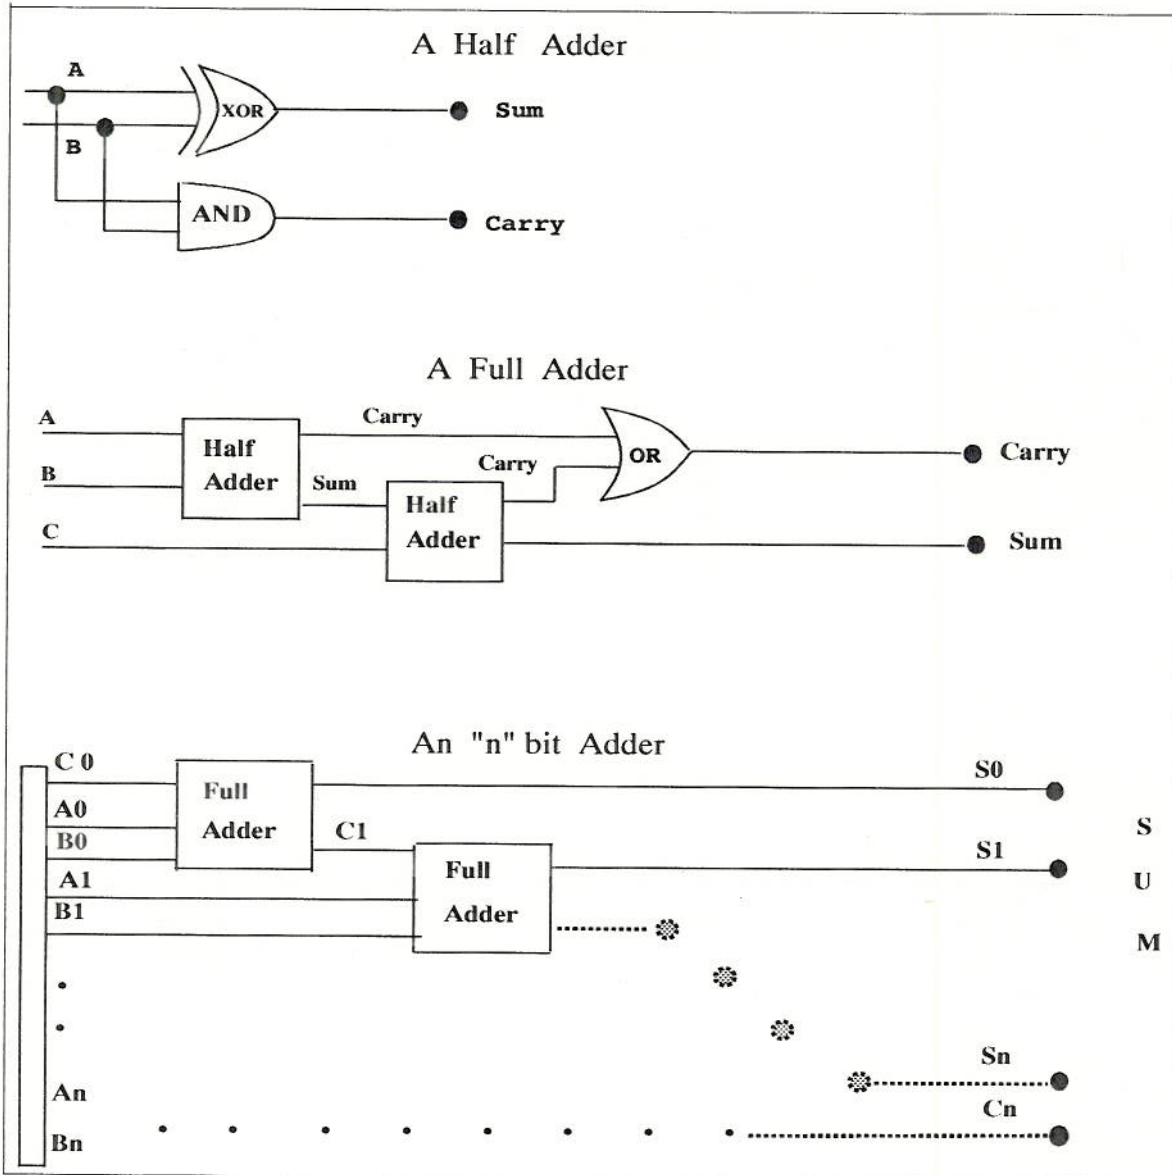 A Half Adder
A
XOR
Sum
B
AND
Carry
A Full Adder
A
Carry
Half
Adder
OR
Carry
B
Sum
Carry
Half
Adder
C
Sum
An "n" bit Adder
C 0
Full
Adder
S0
A0
B0
C1
S1
A1
Full
Adder
B1
S
U
M
An
Sn
Bn
Cn